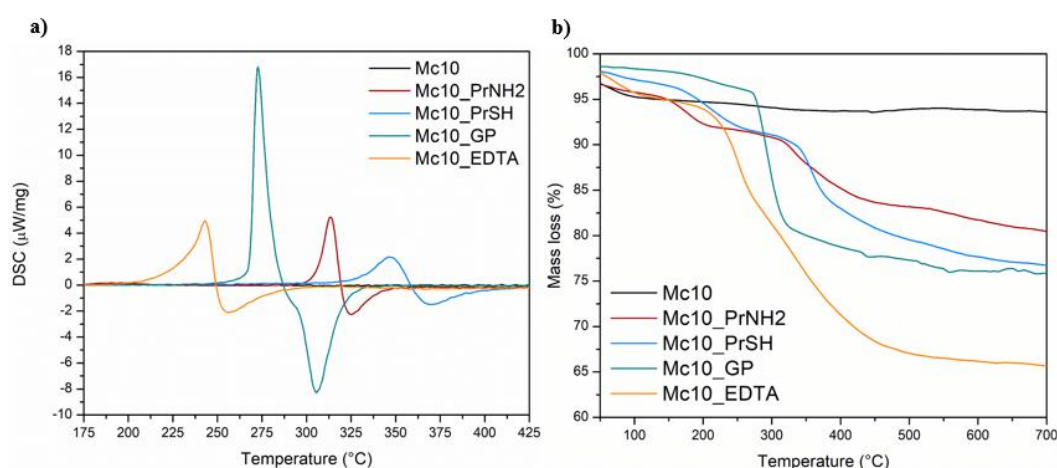 a)
18
16
14
12
10
8
6
4
2
0
-2
-4
-6
-8
-10
DSC (µW/mg)
Mc10
Mc10_PrNH2
Mc10_PrSH
Mc10_GP
Mc10_EDTA
175 200 225 250 275 300 325 350 375 400 425
Temperature (°C)
b)
100
95
90
85
80
75
70
65
60
Mass loss (%)
Mc10
Mc10_PrNH2
Mc10_PrSH
Mc10_GP
Mc10_EDTA
100 200 300 400 500 600 700
Temperature (°C)